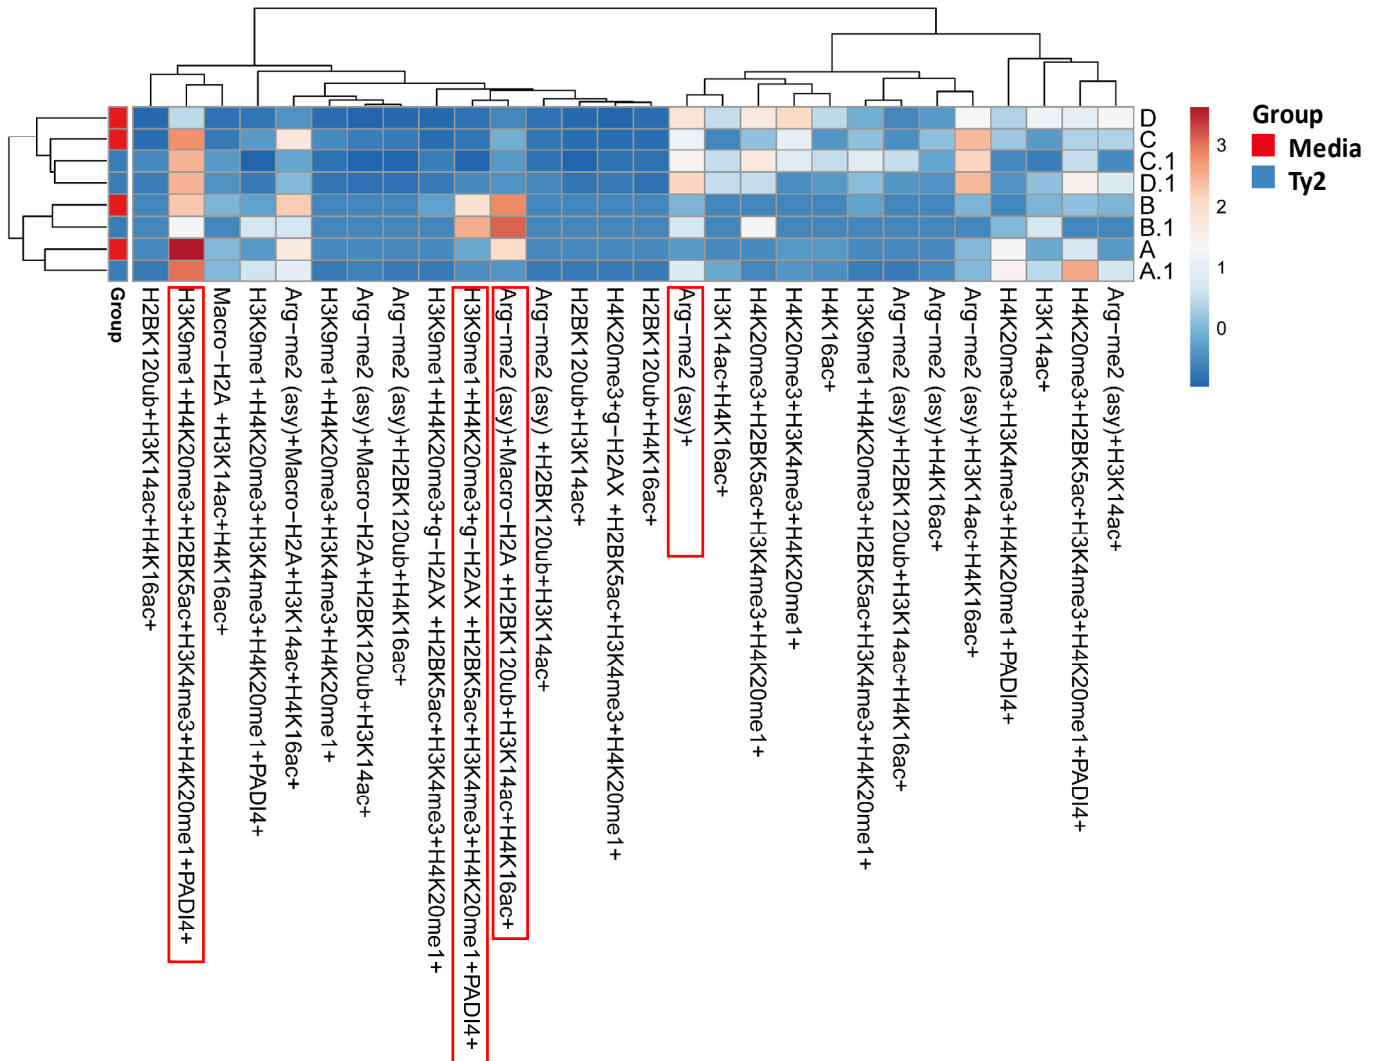 Group
Media
Ty2
3
2
1
0
D
C
C.1
D.1
B
B.1
A
A.1
Group
H2BK120ub+H3K14ac+H4K16ac+
H3K9me1+H4K20me3+H2BK5ac+H3K4me3+H4K20me1+PADI4+
Macro−H2A +H3K14ac+H4K16ac+
H3K9me1+H4K20me3+H3K4me3+H4K20me1+PADI4+
Arg−me2 (asy)+Macro−H2A+H3K14ac+H4K16ac+
H3K9me1+H4K20me3+H3K4me3+H4K20me1+
Arg−me2 (asy)+Macro−H2A+H2BK120ub+H3K14ac+
Arg−me2 (asy)+H2BK120ub+H4K16ac+
H3K9me1+H4K20me3+g−H2AX +H2BK5ac+H3K4me3+H4K20me1+
H3K9me1+H4K20me3+g−H2AX +H2BK5ac+H3K4me3+H4K20me1+PADI4+
Arg−me2 (asy)+Macro−H2A +H2BK120ub+H3K14ac+H4K16ac+
Arg−me2 (asy) +H2BK120ub+H3K14ac+
H2BK120ub+H3K14ac+
H4K20me3+g−H2AX +H2BK5ac+H3K4me3+H4K20me1+
H2BK120ub+H4K16ac+
Arg−me2 (asy)+
H3K14ac+H4K16ac+
H4K20me3+H2BK5ac+H3K4me3+H4K20me1+
H4K20me3+H3K4me3+H4K20me1+
H4K16ac+
H3K9me1+H4K20me3+H2BK5ac+H3K4me3+H4K20me1+
Arg−me2 (asy)+H2BK120ub+H3K14ac+H4K16ac+
Arg−me2 (asy)+H4K16ac+
Arg−me2 (asy)+H3K14ac+H4K16ac+
H4K20me3+H3K4me3+H4K20me1+PADI4+
H3K14ac+
H4K20me3+H2BK5ac+H3K4me3+H4K20me1+PADI4+
Arg−me2 (asy)+H3K14ac+